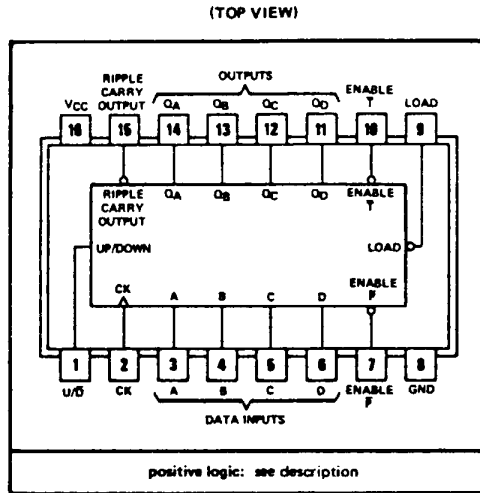 (TOP VIEW)
RIPPLE CARRY OUTPUT
OUTPUTS
ENABLE T̅
LOAD
VCC
QA QB QC QD
16 15 14 13 12 11 10 9
RIPPLE CARRY OUTPUT
QA QB QC QD
ENABLE T̅
UP/DOWN
LOAD
CK A B C D
ENABLE P̅
1 2 3 4 5 6 7 8
U/D̅ CK A B C D ENABLE P̅ GND
DATA INPUTS
positive logic: see description